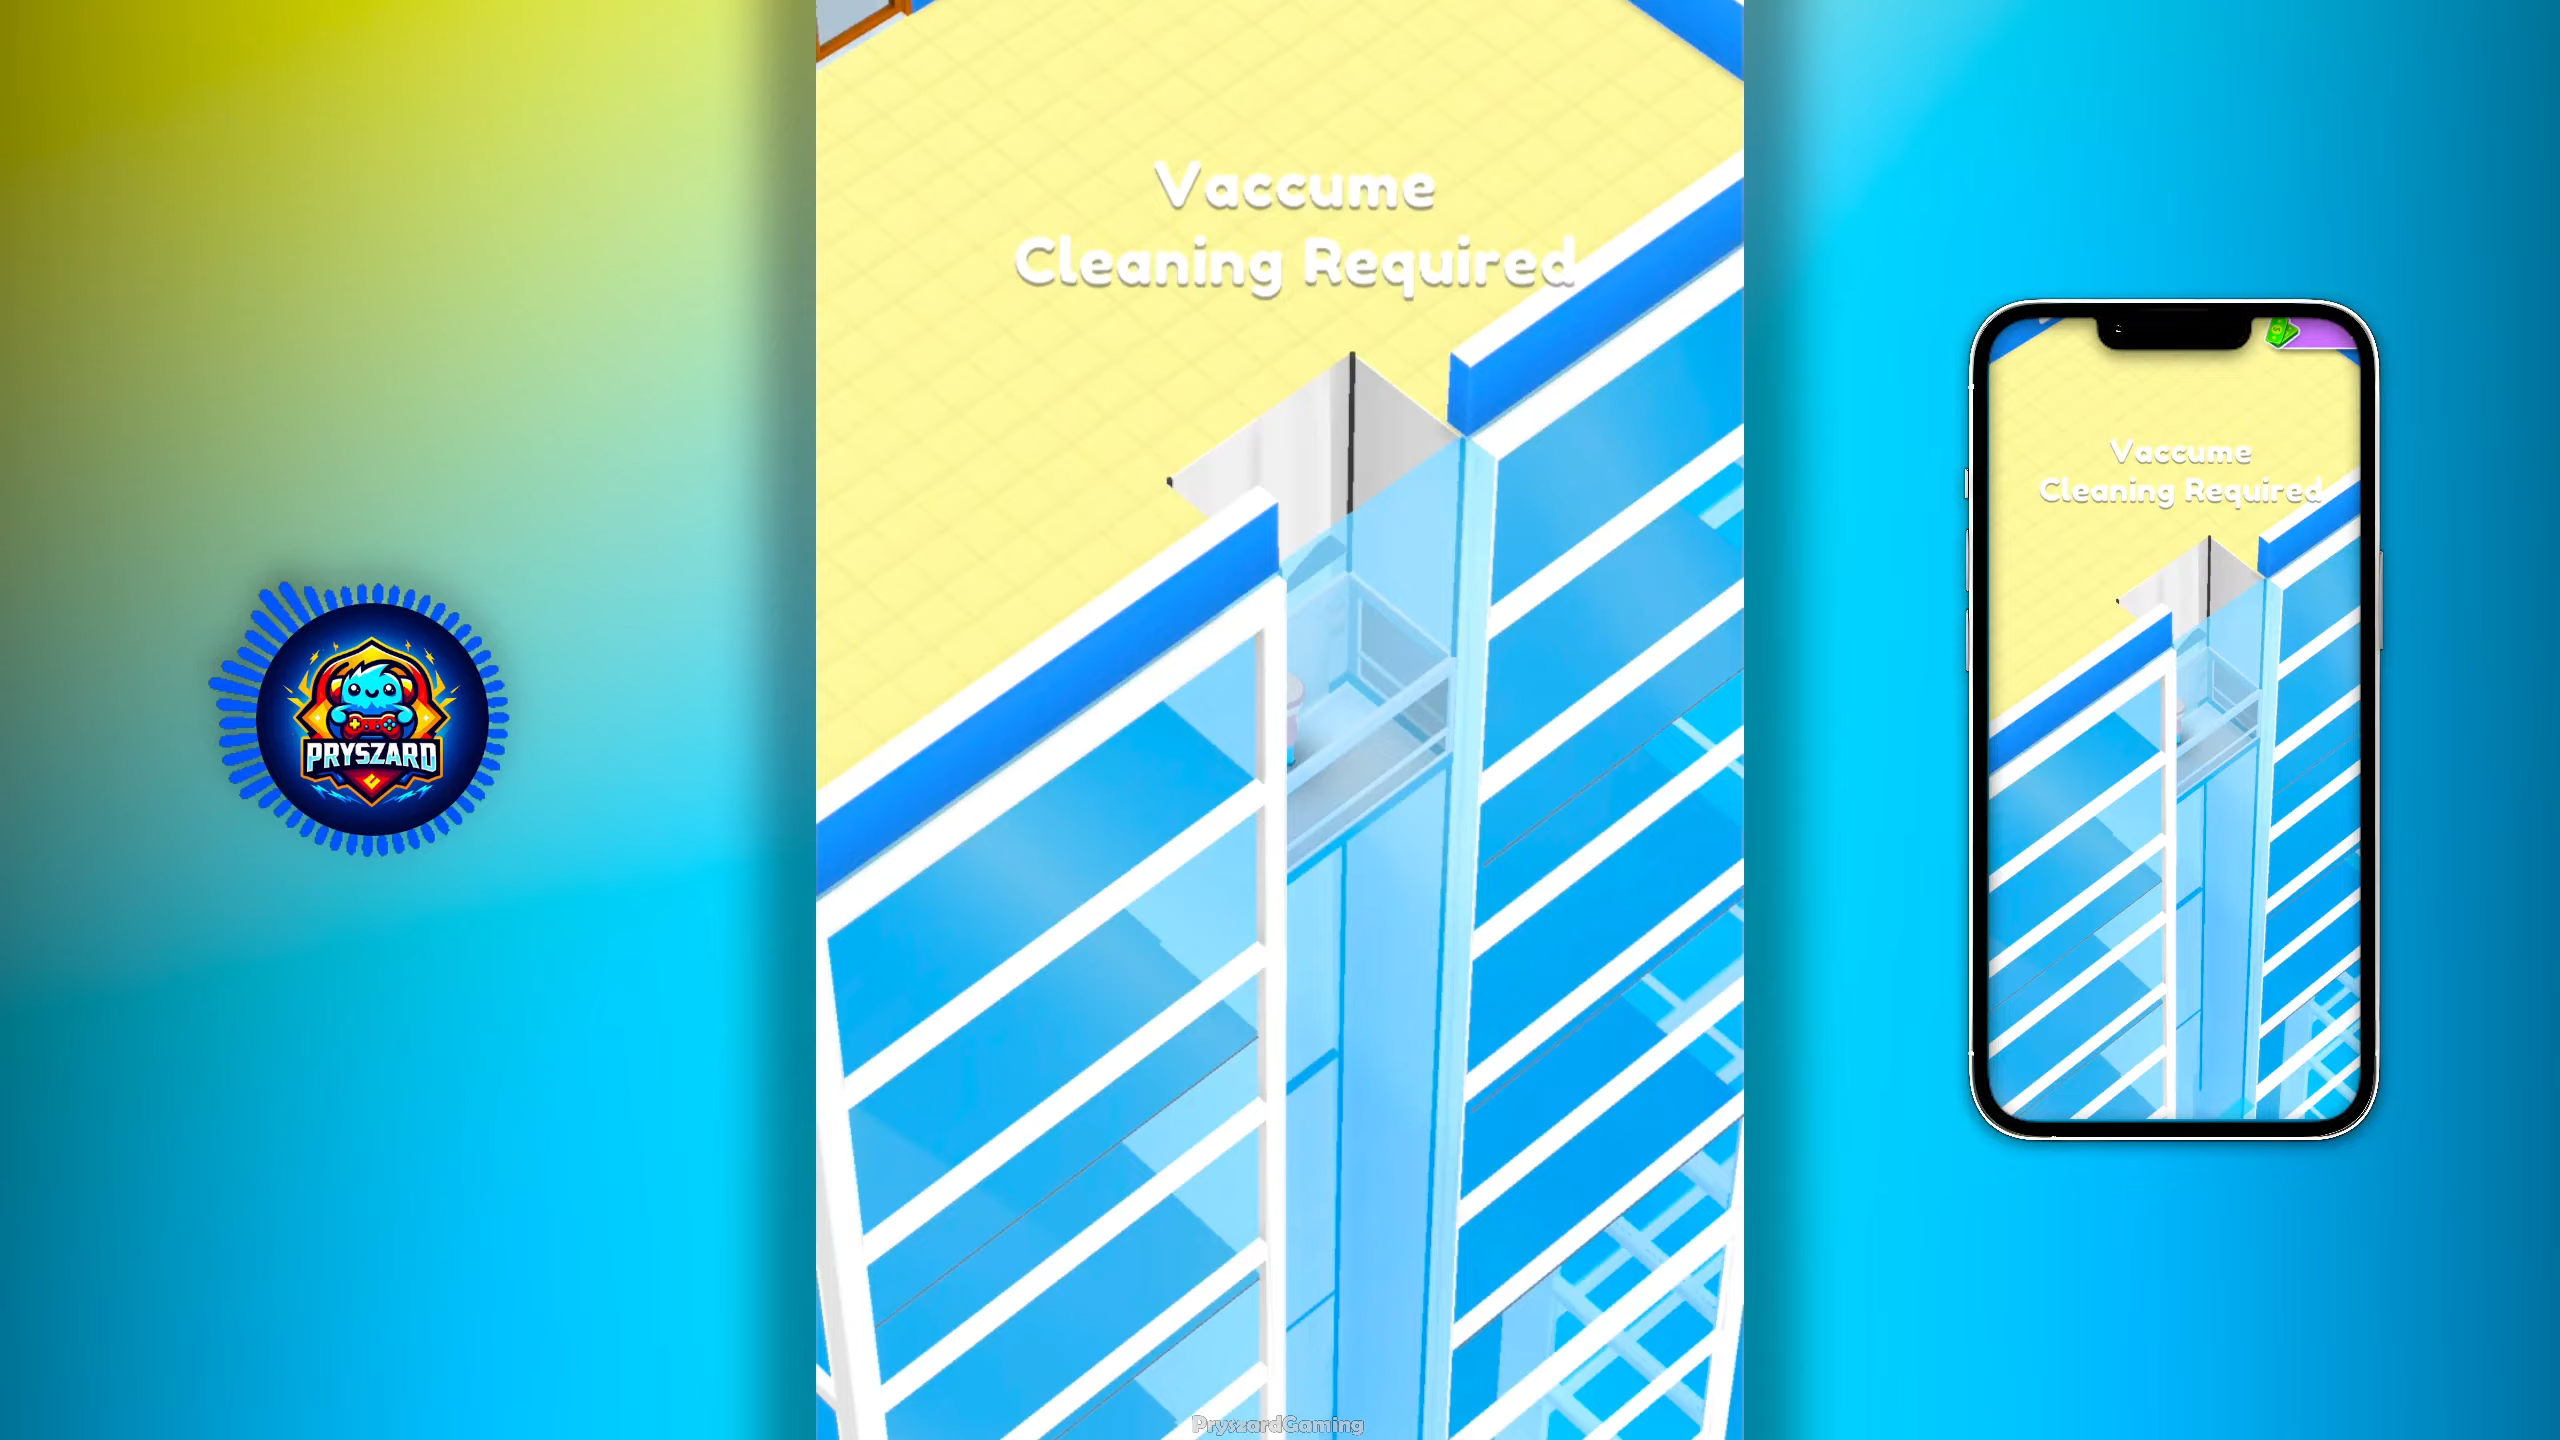 Vaccume
Cleaning Required
PRYSZARD
Vaccume
Cleaning Required
PryszardGaming